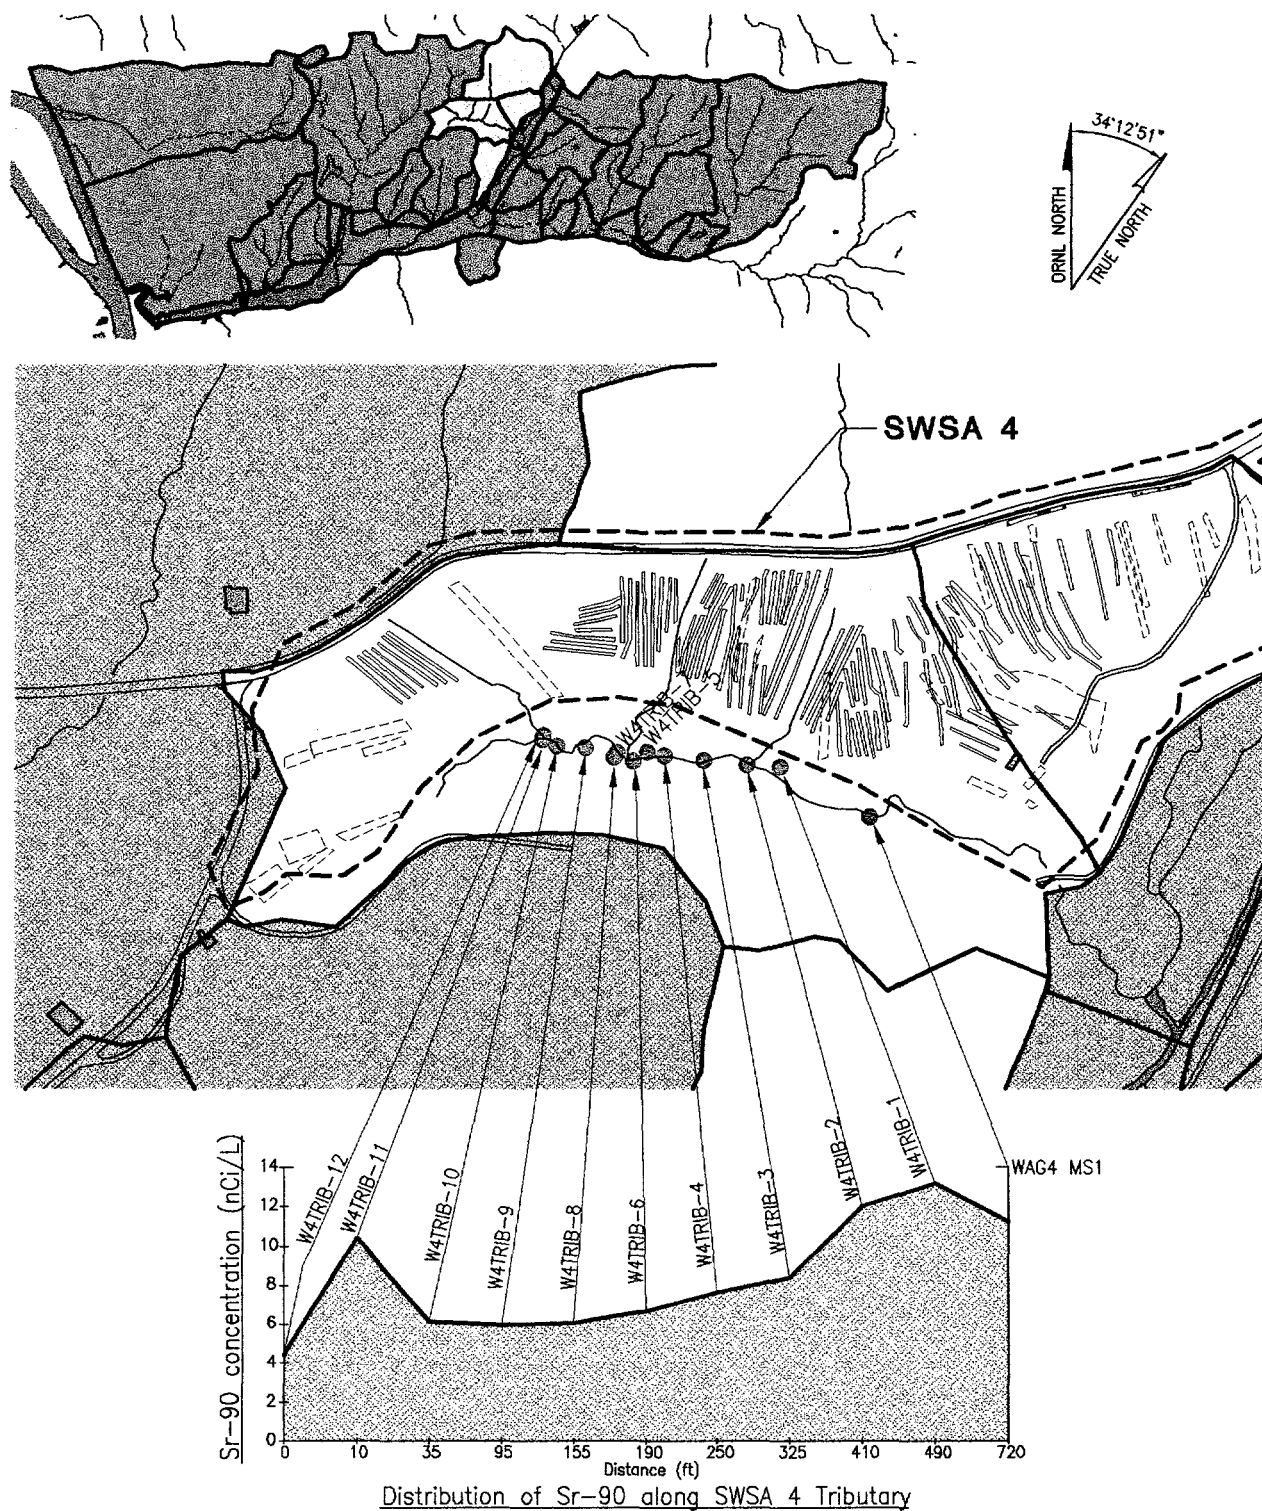 34°12'51"
ORNL NORTH
TRUE NORTH
SWSA 4
W4TRIB-5
W4TRIB-12
W4TRIB-11
W4TRIB-10
W4TRIB-9
W4TRIB-8
W4TRIB-6
W4TRIB-4
W4TRIB-3
W4TRIB-2
W4TRIB-1
WAG4 MS1
Sr-90 concentration (nCi/L)
14
12
10
8
6
4
2
0
0 10 35 95 155 190 250 325 410 490 720
Distance (ft)
Distribution of Sr-90 along SWSA 4 Tributary